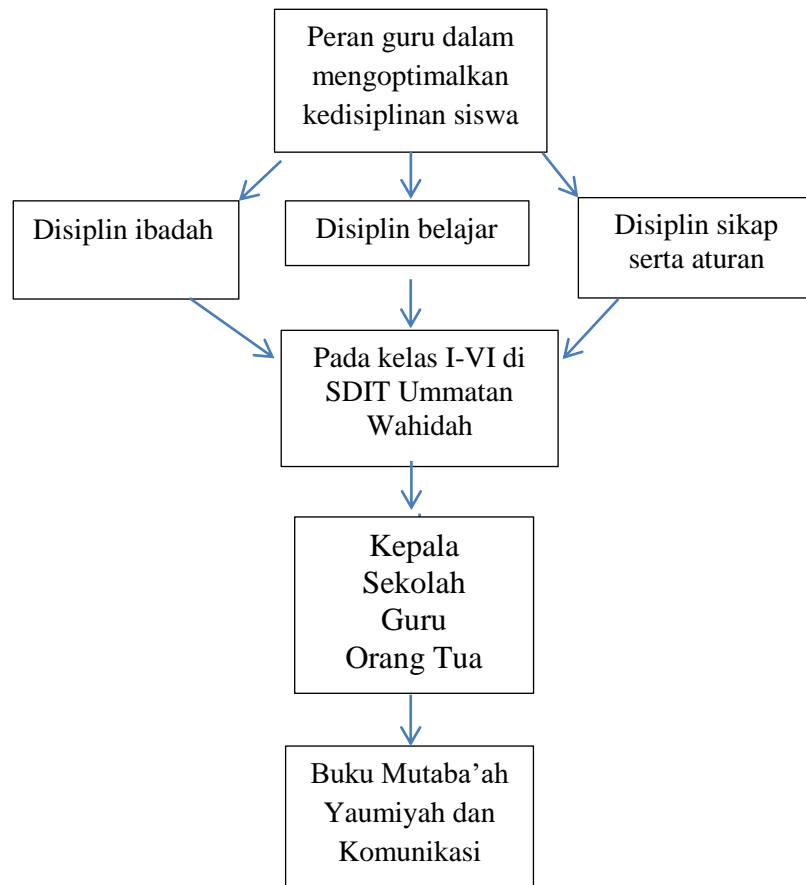 Peran guru dalam
mengoptimalkan
kedisiplinan siswa
Disiplin ibadah
Disiplin belajar
Disiplin sikap
serta aturan
Pada kelas I-VI di
SDIT Ummatan
Wahidah
Kepala
Sekolah
Guru
Orang Tua
Buku Mutaba’ah
Yaumiyah dan
Komunikasi